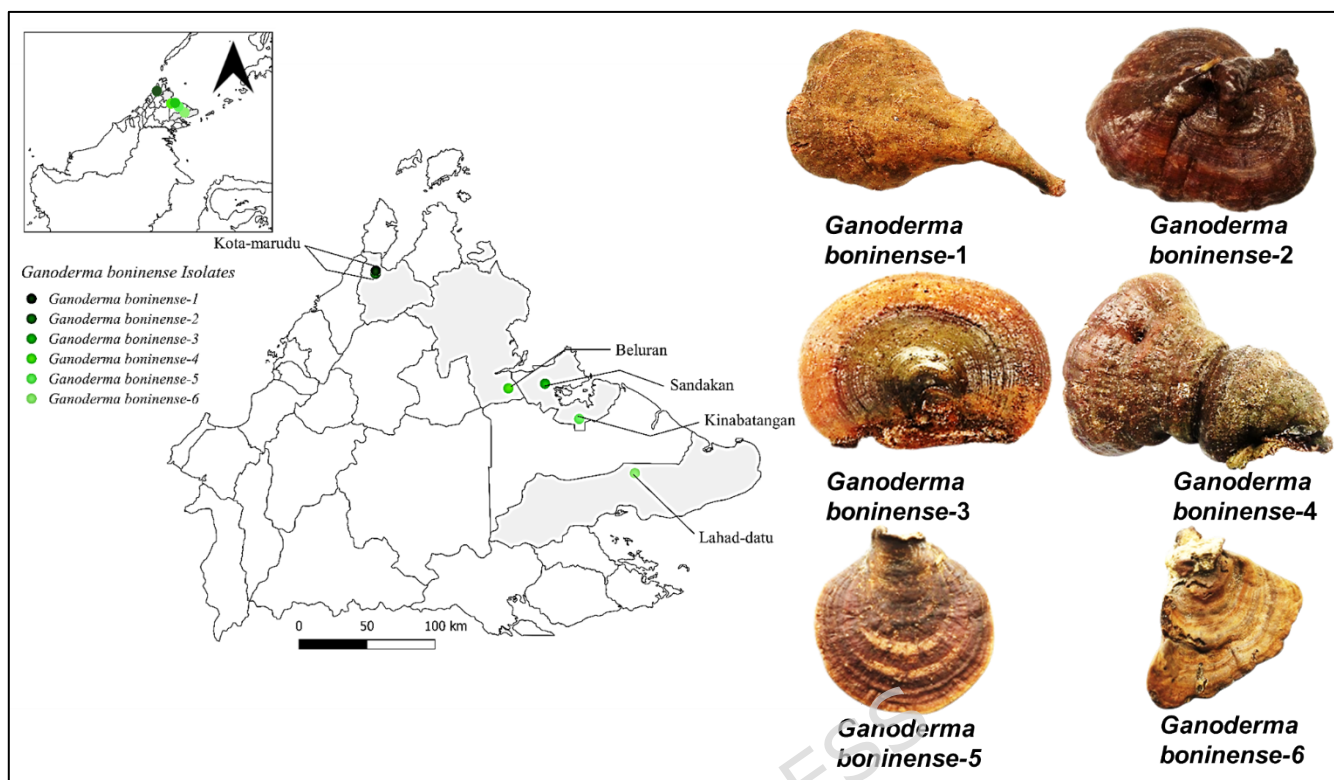 Kota-marudu
Ganoderma boninense Isolates
Ganoderma boninense-1
Ganoderma boninense-2
Ganoderma boninense-3
Ganoderma boninense-4
Ganoderma boninense-5
Ganoderma boninense-6
Beluran
Sandakan
Kinabatangan
Lahad-datu
0 50 100 km
Ganoderma
boninense-1
Ganoderma
boninense-2
Ganoderma
boninense-3
Ganoderma
boninense-4
Ganoderma
boninense-5
Ganoderma
boninense-6
ESS